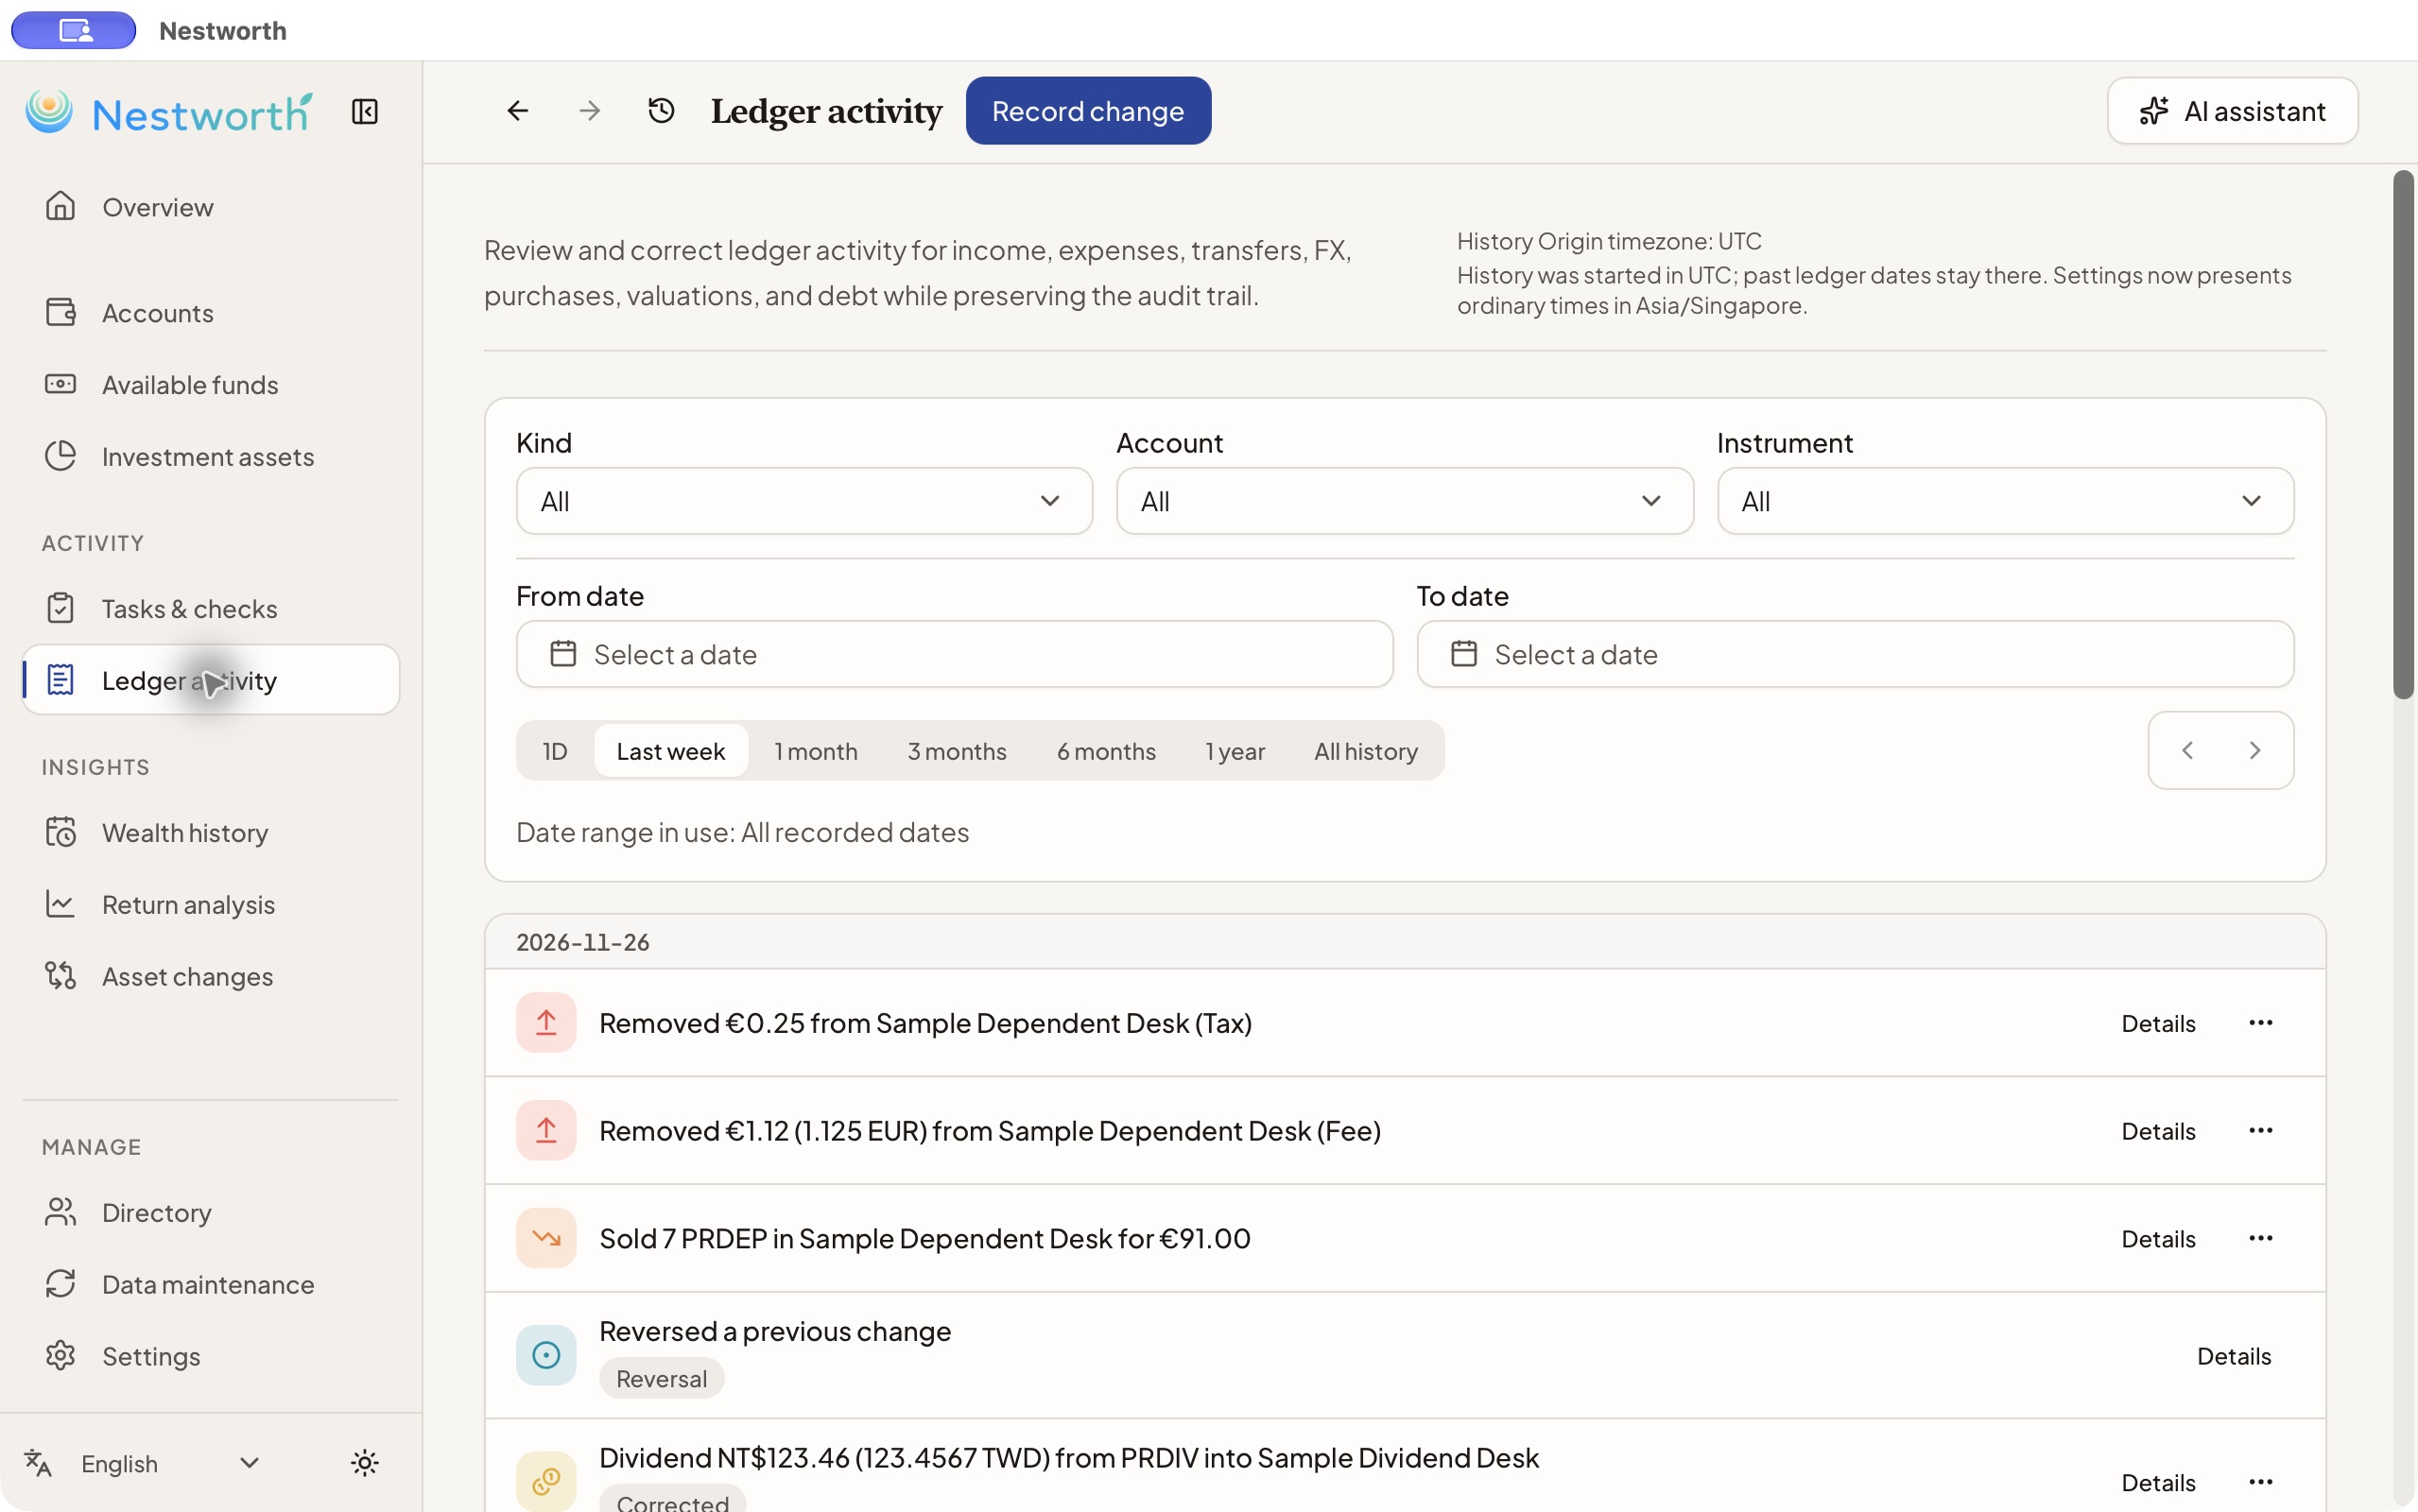 Nestworth
Nestworth
Ledger activity
Record change
AI assistant
Overview
Accounts
Available funds
Investment assets
ACTIVITY
Tasks & checks
Ledger activity
INSIGHTS
Wealth history
Return analysis
Asset changes
MANAGE
Directory
Data maintenance
Settings
English
Review and correct ledger activity for income, expenses, transfers, FX,
purchases, valuations, and debt while preserving the audit trail.
History Origin timezone: UTC
History was started in UTC; past ledger dates stay there. Settings now presents
ordinary times in Asia/Singapore.
Kind
Account
Instrument
All
All
All
From date
To date
Select a date
Select a date
1D
Last week
1 month
3 months
6 months
1 year
All history
Date range in use: All recorded dates
2026-11-26
Removed €0.25 from Sample Dependent Desk (Tax)
Details
Removed €1.12 (1.125 EUR) from Sample Dependent Desk (Fee)
Details
Sold 7 PRDEP in Sample Dependent Desk for €91.00
Details
Reversed a previous change
Reversal
Details
Dividend NT$123.46 (123.4567 TWD) from PRDIV into Sample Dividend Desk
Corrected
Details